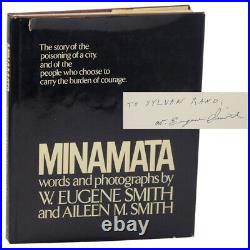 The story of the
poisoning of a city.
and of the
people who choose to
carry the burden of courage.
MINAMATA
words and photographs by
W. EUGENE SMITH
and AILEEN M. SMITH
TO SYLVAN RAND,
W. Eugene Smith